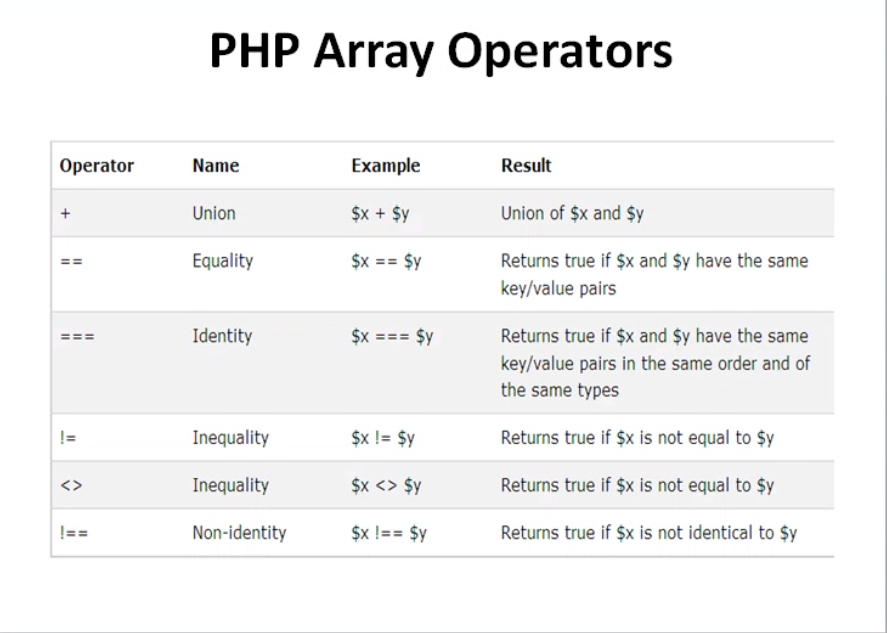 PHP Array Operators
Operator Name Example Result
+ Union $x + $y Union of $x and $y
== Equality $x == $y Returns true if $x and $y have the same
key/value pairs
=== Identity $x === $y Returns true if $x and $y have the same
key/value pairs in the same order and of
the same types
!= Inequality $x != $y Returns true if $x is not equal to $y
<> Inequality $x <> $y Returns true if $x is not equal to $y
!== Non-identity $x !== $y Returns true if $x is not identical to $y